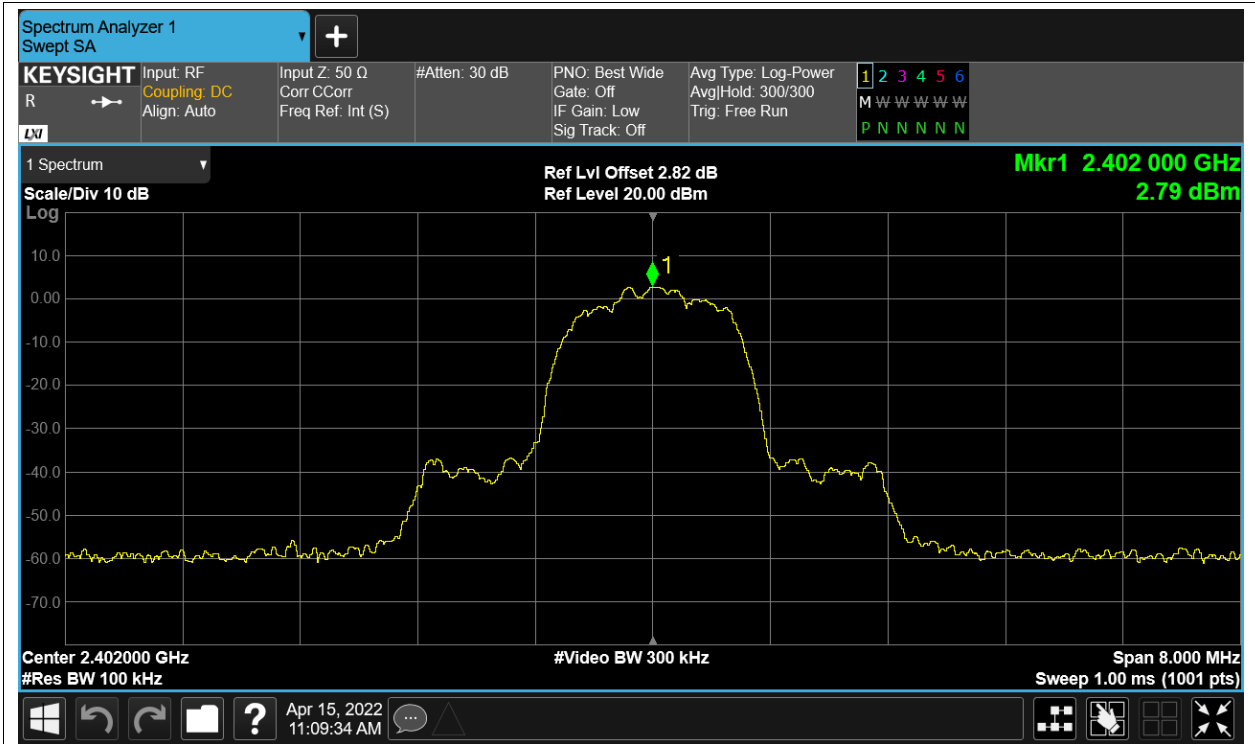 Spectrum Analyzer 1
Swept SA
KEYSIGHT
R
LXI
Input: RF
Coupling: DC
Align: Auto
Input Z: 50 Ω
Corr CCorr
Freq Ref: Int (S)
#Atten: 30 dB
PNO: Best Wide
Gate: Off
IF Gain: Low
Sig Track: Off
Avg Type: Log-Power
Avg|Hold: 300/300
Trig: Free Run
1 2 3 4 5 6
M W W W W W
P N N N N N
1 Spectrum
Scale/Div 10 dB
Log
Ref Lvl Offset 2.82 dB
Ref Level 20.00 dBm
Mkr1 2.402 000 GHz
2.79 dBm
1
10.0
0.00
-10.0
-20.0
-30.0
-40.0
-50.0
-60.0
-70.0
Center 2.402000 GHz
#Res BW 100 kHz
#Video BW 300 kHz
Span 8.000 MHz
Sweep 1.00 ms (1001 pts)
?
Apr 15, 2022
11:09:34 AM